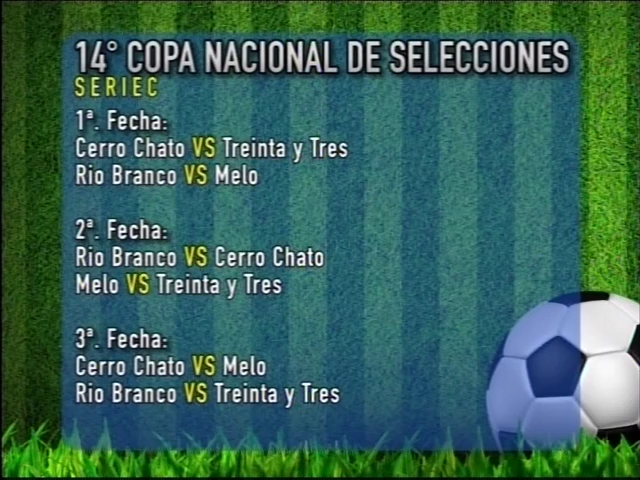 14° COPA NACIONAL DE SELECCIONES
SERIEC
1ª. Fecha:
Cerro Chato VS Treinta y Tres
Rio Branco VS Melo
2ª. Fecha:
Rio Branco VS Cerro Chato
Melo VS Treinta y Tres
3ª. Fecha:
Cerro Chato VS Melo
Rio Branco VS Treinta y Tres